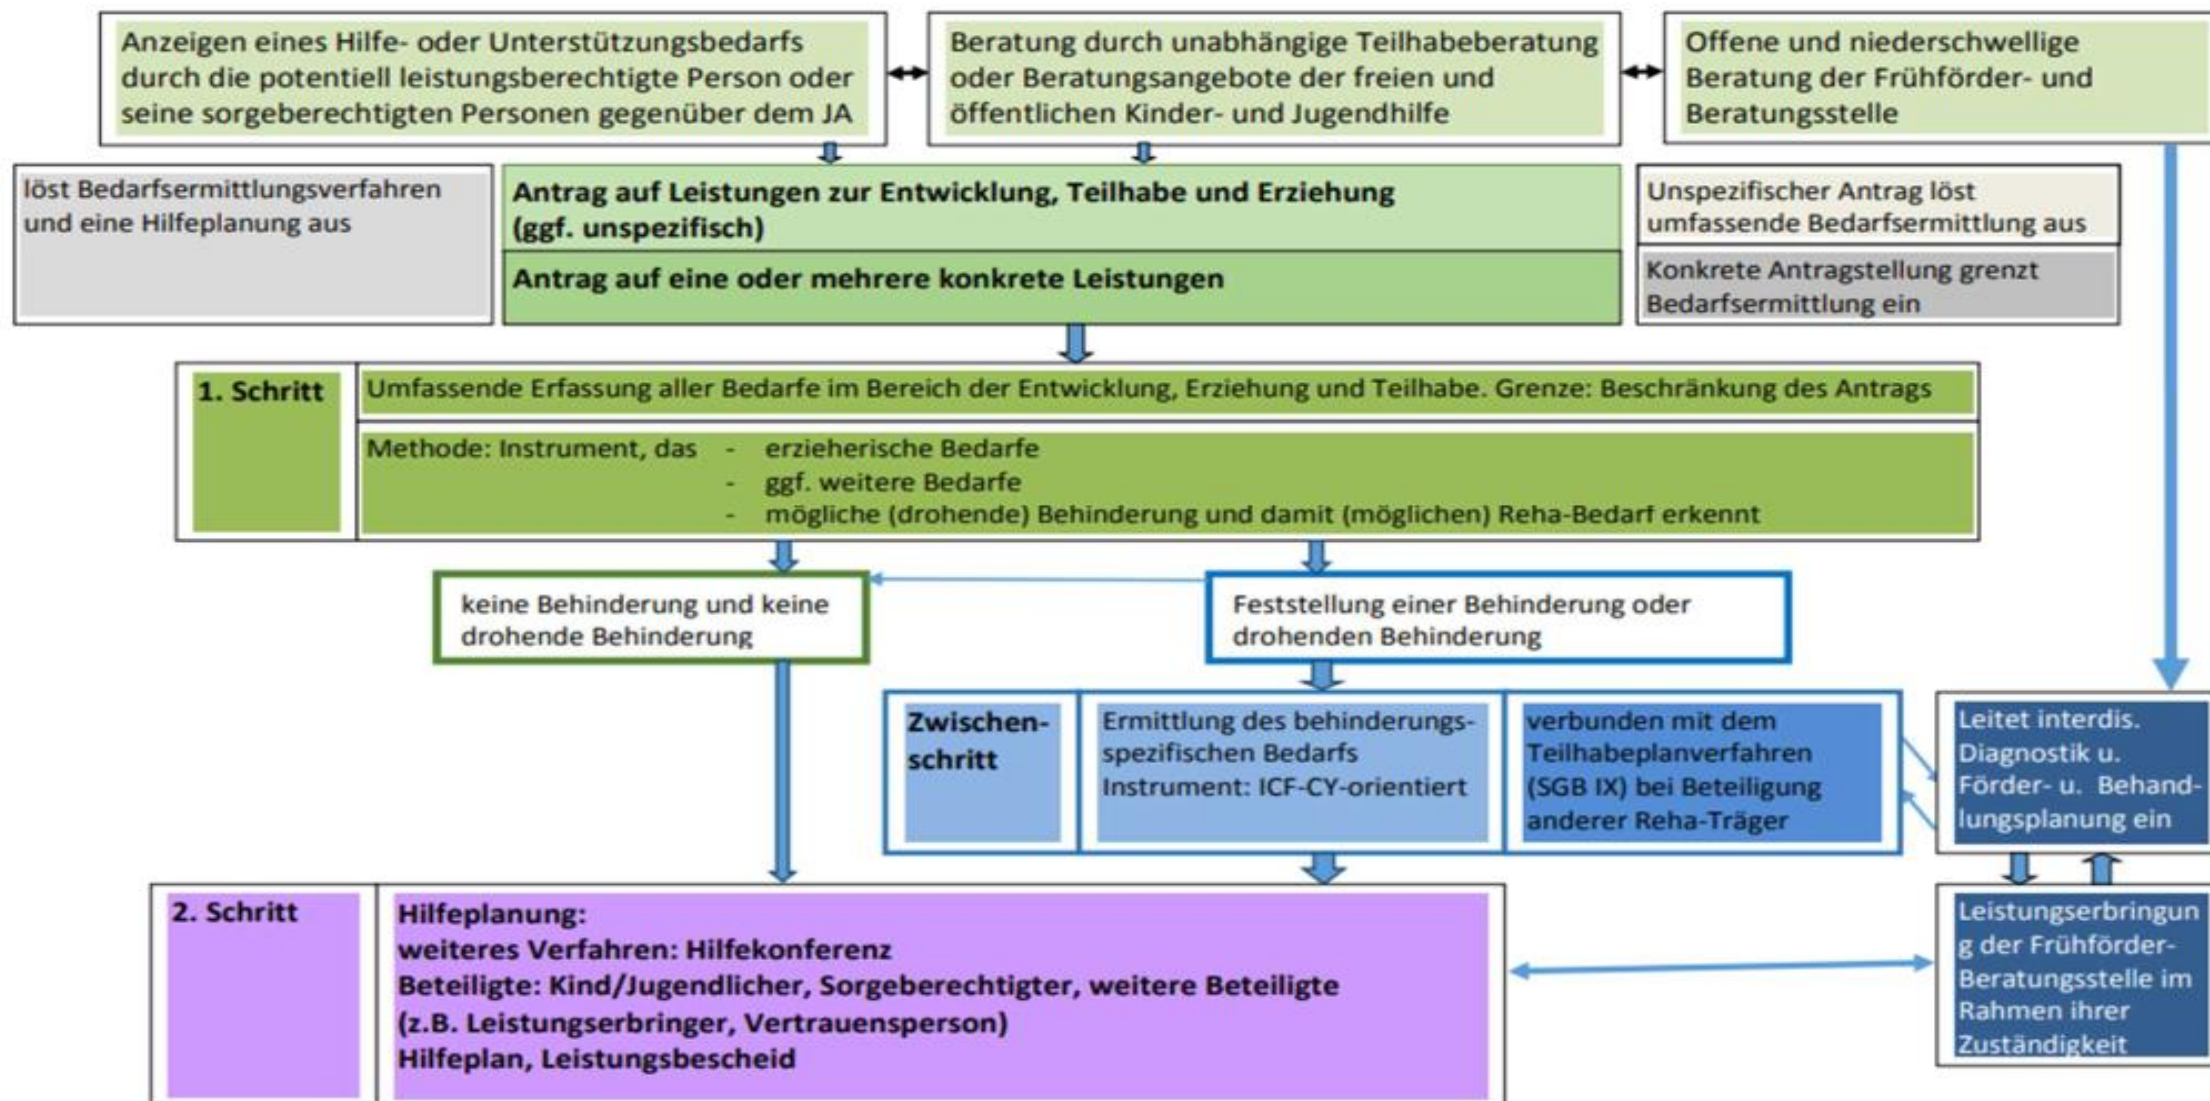 Anzeigen eines Hilfe- oder Unterstützungsbedarfs
durch die potentiell leistungsberechtigte Person oder
seine sorgeberechtigten Personen gegenüber dem JA
Beratung durch unabhängige Teilhabeberatung
oder Beratungsangebote der freien und
öffentlichen Kinder- und Jugendhilfe
Offene und niederschwellige
Beratung der Frühförder- und
Beratungsstelle
löst Bedarfsermittlungsverfahren
und eine Hilfeplanung aus
Antrag auf Leistungen zur Entwicklung, Teilhabe und Erziehung
(ggf. unspezifisch)
Antrag auf eine oder mehrere konkrete Leistungen
Unspezifischer Antrag löst
umfassende Bedarfsermittlung aus
Konkrete Antragstellung grenzt
Bedarfsermittlung ein
1. Schritt
Umfassende Erfassung aller Bedarfe im Bereich der Entwicklung, Erziehung und Teilhabe. Grenze: Beschränkung des Antrags
Methode: Instrument, das - erzieherische Bedarfe
- ggf. weitere Bedarfe
- mögliche (drohende) Behinderung und damit (möglichen) Reha-Bedarf erkennt
keine Behinderung und keine
drohende Behinderung
Feststellung einer Behinderung oder
drohenden Behinderung
Zwischen-
schritt
Ermittlung des behinderungs-
spezifischen Bedarfs
Instrument: ICF-CY-orientiert
verbunden mit dem
Teilhabeplanverfahren
(SGB IX) bei Beteiligung
anderer Reha-Träger
Leitet interdis.
Diagnostik u.
Förder- u. Behand-
lungsplanung ein
2. Schritt
Hilfeplanung:
weiteres Verfahren: Hilfekonferenz
Beteiligte: Kind/Jugendlicher, Sorgeberechtigter, weitere Beteiligte
(z.B. Leistungserbringer, Vertrauensperson)
Hilfeplan, Leistungsbescheid
Leistungserbringun
g der Frühförder-
Beratungsstelle im
Rahmen ihrer
Zuständigkeit